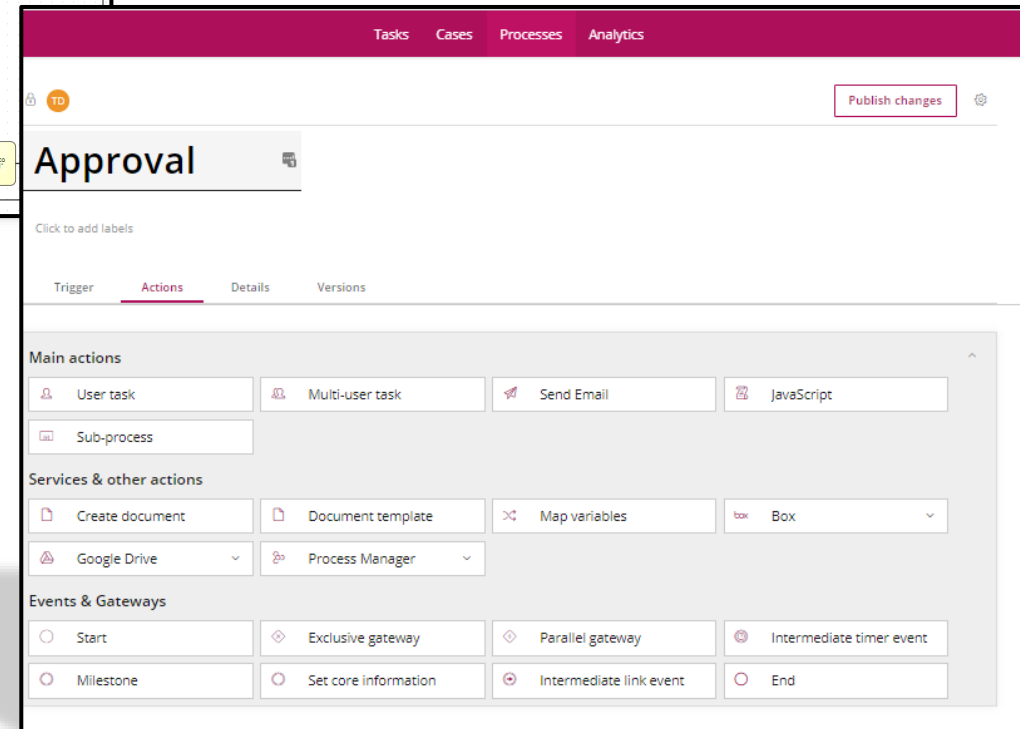 Tasks Cases Processes Analytics
TD
Publish changes
Approval
Click to add labels
Trigger Actions Details Versions
Main actions
User task Multi-user task Send Email JavaScript
Sub-process
Services & other actions
Create document Document template Map variables box Box
Google Drive Process Manager
Events & Gateways
Start Exclusive gateway Parallel gateway Intermediate timer event
Milestone Set core information Intermediate link event End